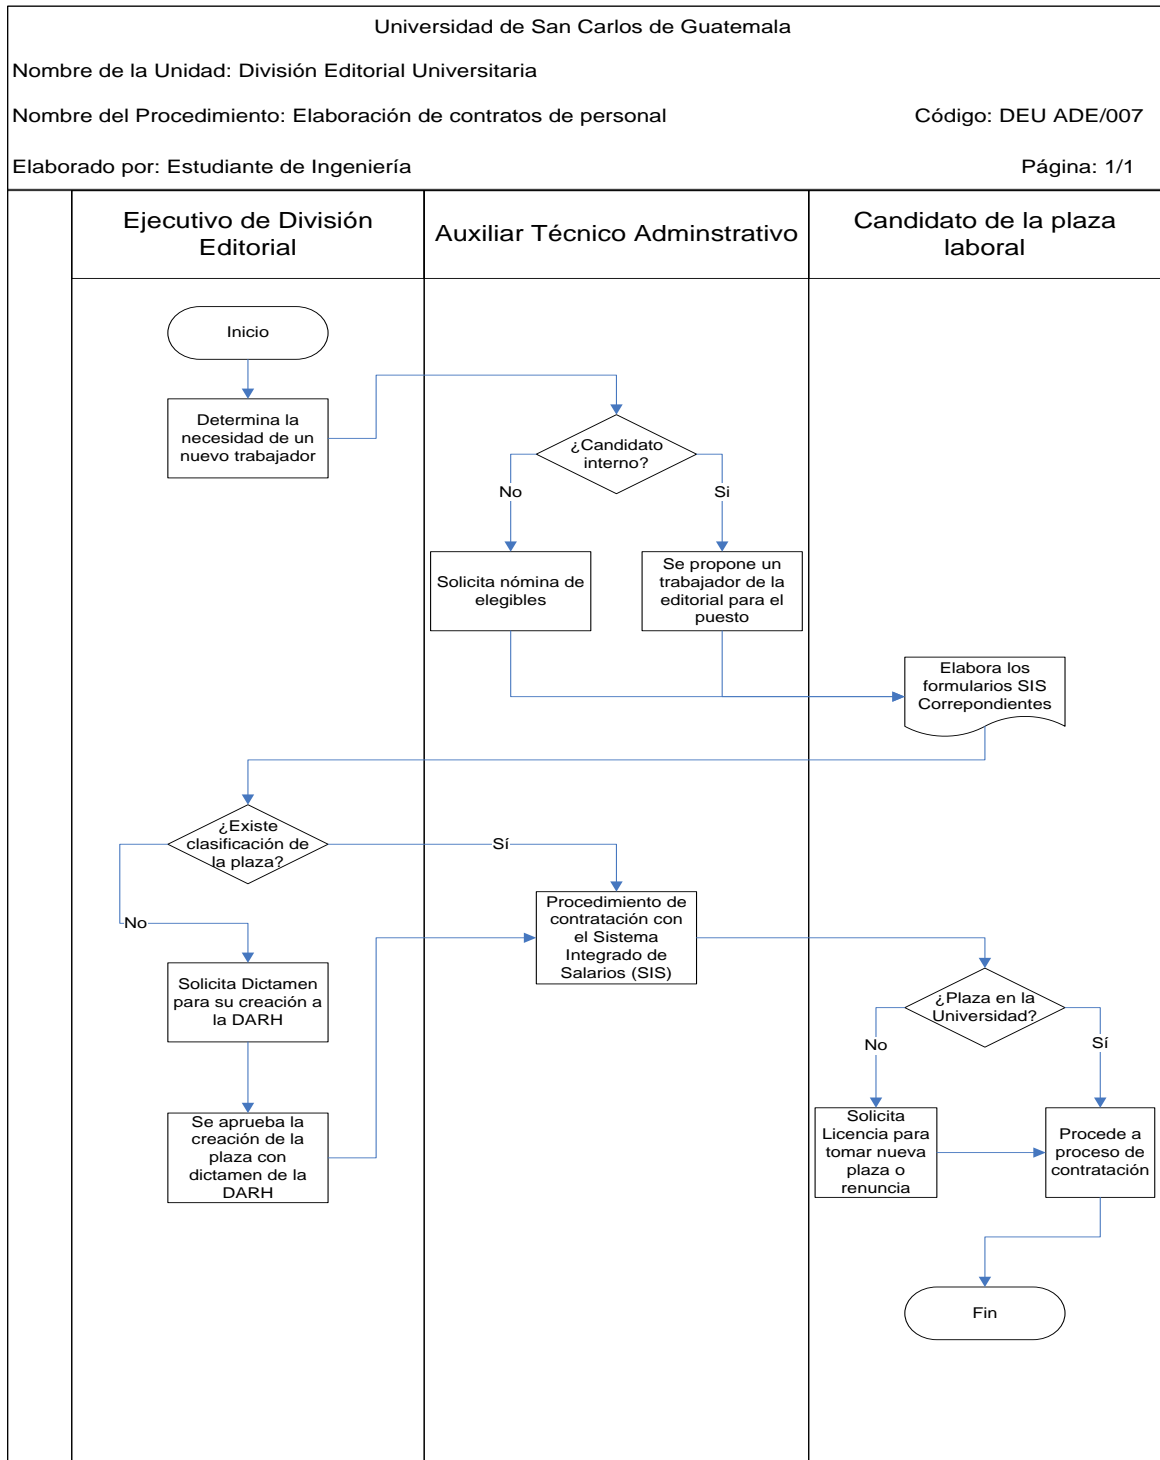 Universidad de San Carlos de Guatemala
Nombre de la Unidad: División Editorial Universitaria
Nombre del Procedimiento: Elaboración de contratos de personal
Código: DEU ADE/007
Elaborado por: Estudiante de Ingeniería
Página: 1/1
Ejecutivo de División
Editorial
Auxiliar Técnico Adminstrativo
Candidato de la plaza
laboral
Inicio
Determina la
necesidad de un
nuevo trabajador
¿Candidato
interno?
No
Si
Solicita nómina de
elegibles
Se propone un
trabajador de la
editorial para el
puesto
Elabora los
formularios SIS
Correpondientes
¿Existe
clasificación de
la plaza?
Sí
No
Procedimiento de
contratación con
el Sistema
Integrado de
Salarios (SIS)
Solicita Dictamen
para su creación a
la DARH
¿Plaza en la
Universidad?
No
Sí
Se aprueba la
creación de la
plaza con
dictamen de la
DARH
Solicita
Licencia para
tomar nueva
plaza o
renuncia
Procede a
proceso de
contratación
Fin